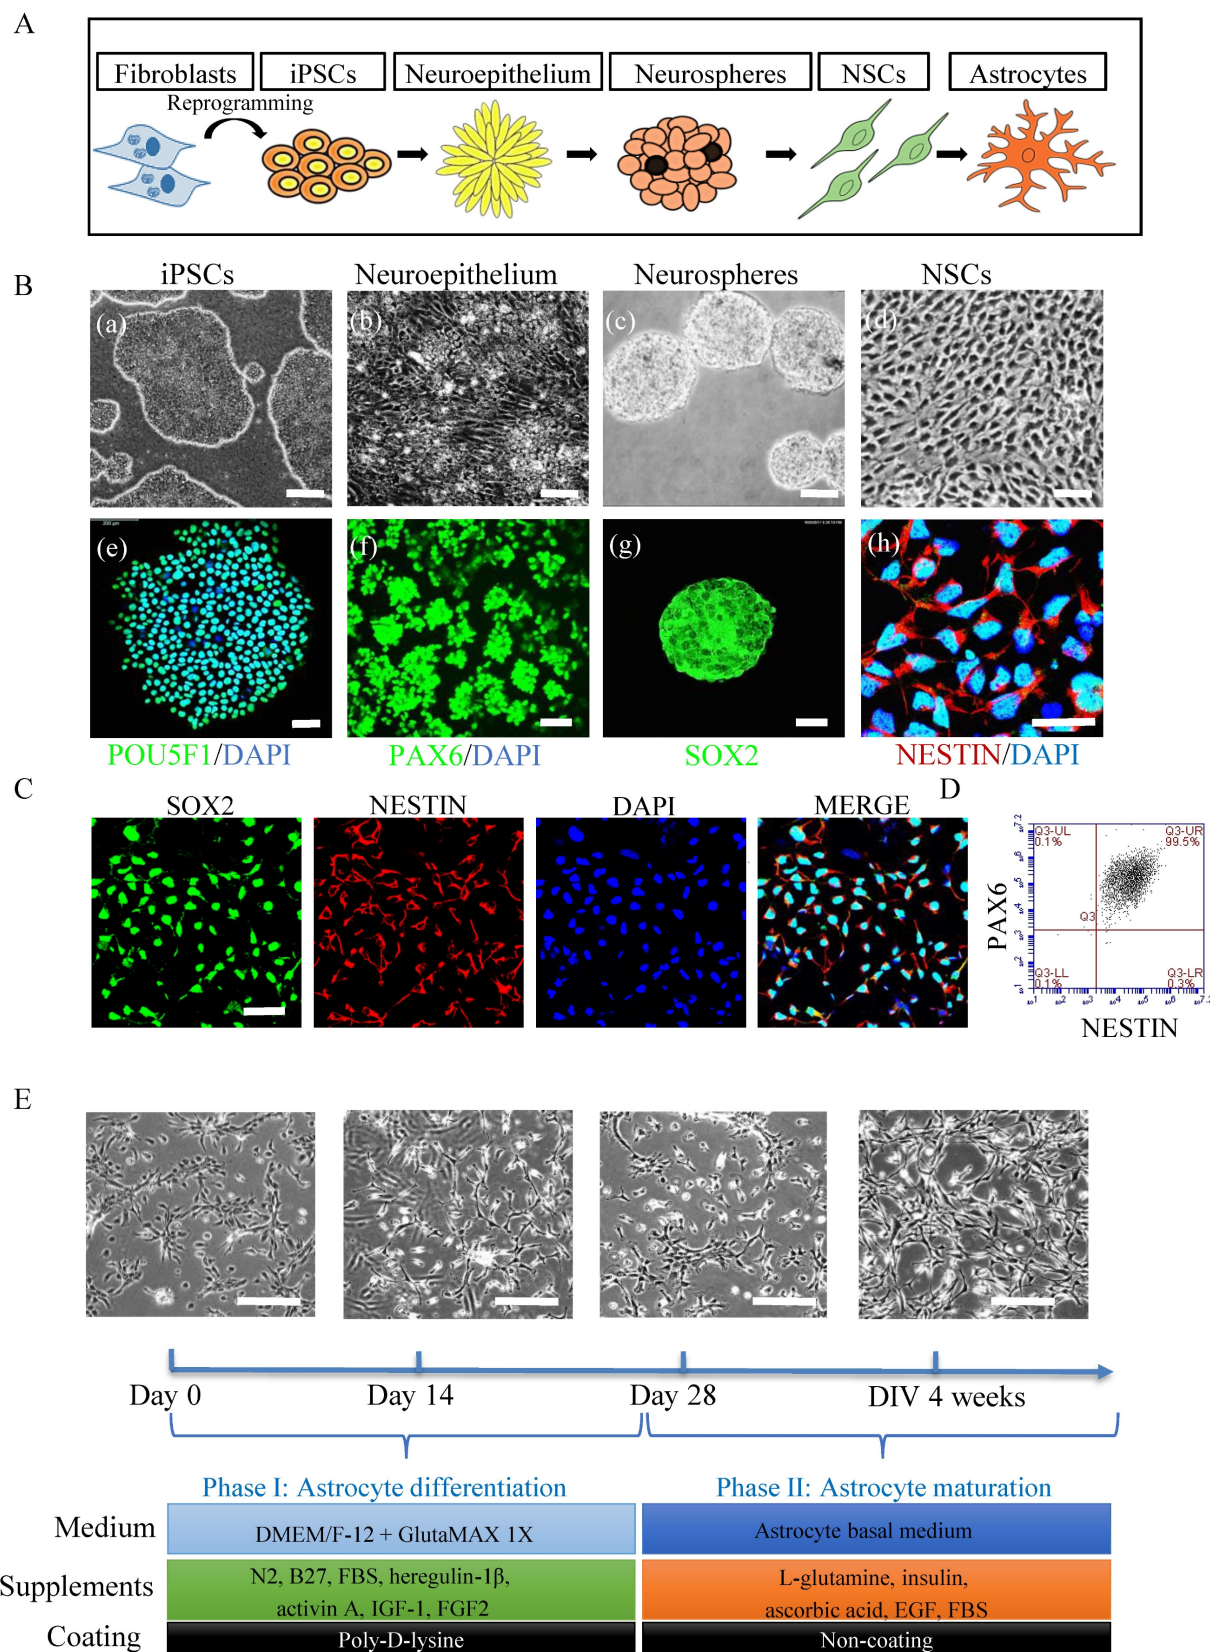 A
Fibroblasts
iPSCs
Neuroepithelium
Neurospheres
NSCs
Astrocytes
Reprogramming
B
iPSCs
Neuroepithelium
Neurospheres
NSCs
(a)
(b)
(c)
(d)
(e)
(f)
(g)
(h)
POU5F1/DAPI
PAX6/DAPI
SOX2
NESTIN/DAPI
C
SOX2
NESTIN
DAPI
MERGE
D
Q3-UL
0.1%
Q3-UR
99.5%
Q3
Q3-LL
0.1%
Q3-LR
0.3%
PAX6
NESTIN
E
Day 0
Day 14
Day 28
DIV 4 weeks
Phase I: Astrocyte differentiation
Phase II: Astrocyte maturation
Medium
DMEM/F-12 + GlutaMAX 1X
Astrocyte basal medium
Supplements
N2, B27, FBS, heregulin-1β,
activin A, IGF-1, FGF2
L-glutamine, insulin,
ascorbic acid, EGF, FBS
Coating
Poly-D-lysine
Non-coating